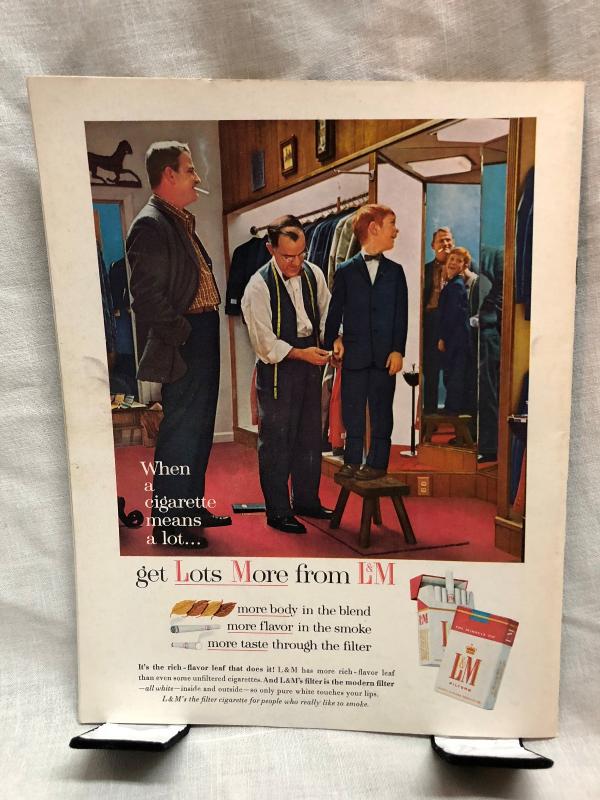 When
a
cigarette
means
a lot...
get Lots More from L&M
more body in the blend
more flavor in the smoke
more taste through the filter
It's the rich-flavor leaf that does it! L&M has more rich-flavor leaf
than even some unfiltered cigarettes. And L&M's filter is the modern filter
—all white—inside and outside—so only pure white touches your lips.
L&M's the filter cigarette for people who really like to smoke.
THE MIRACLE TIP
L&M
FILTERS